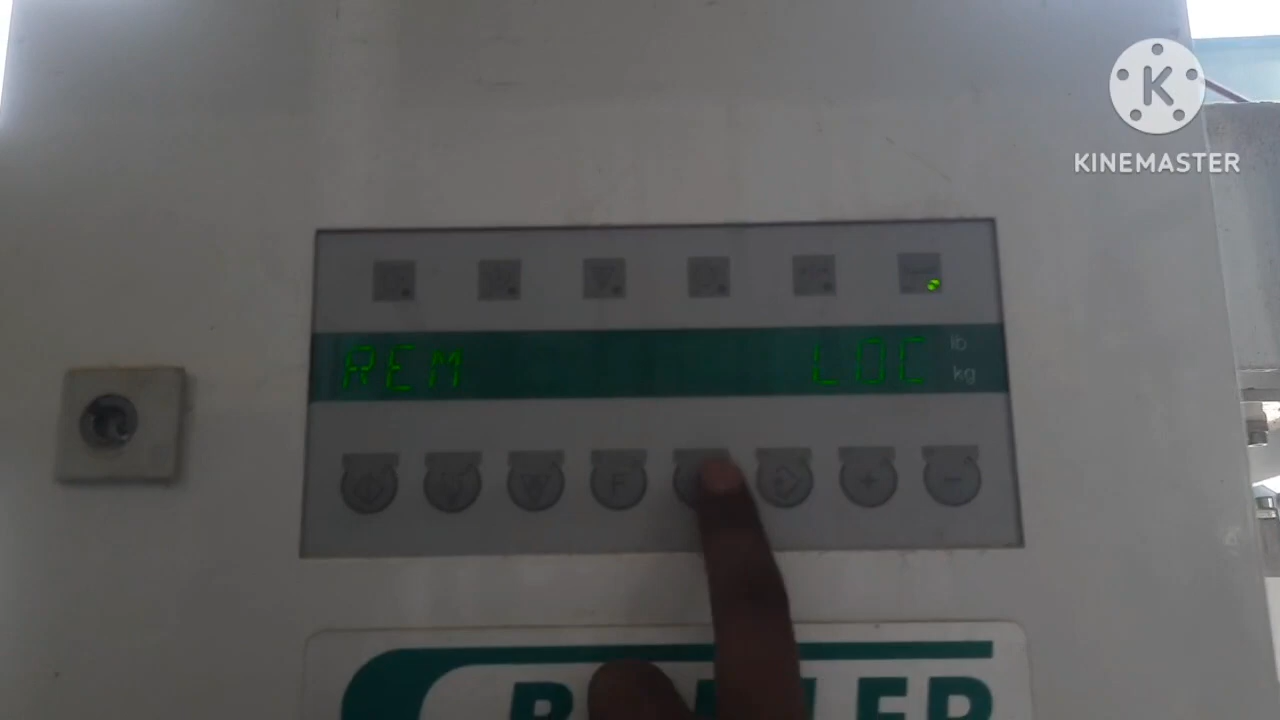 KINEMASTER
REM LOC
lb
kg
F + -